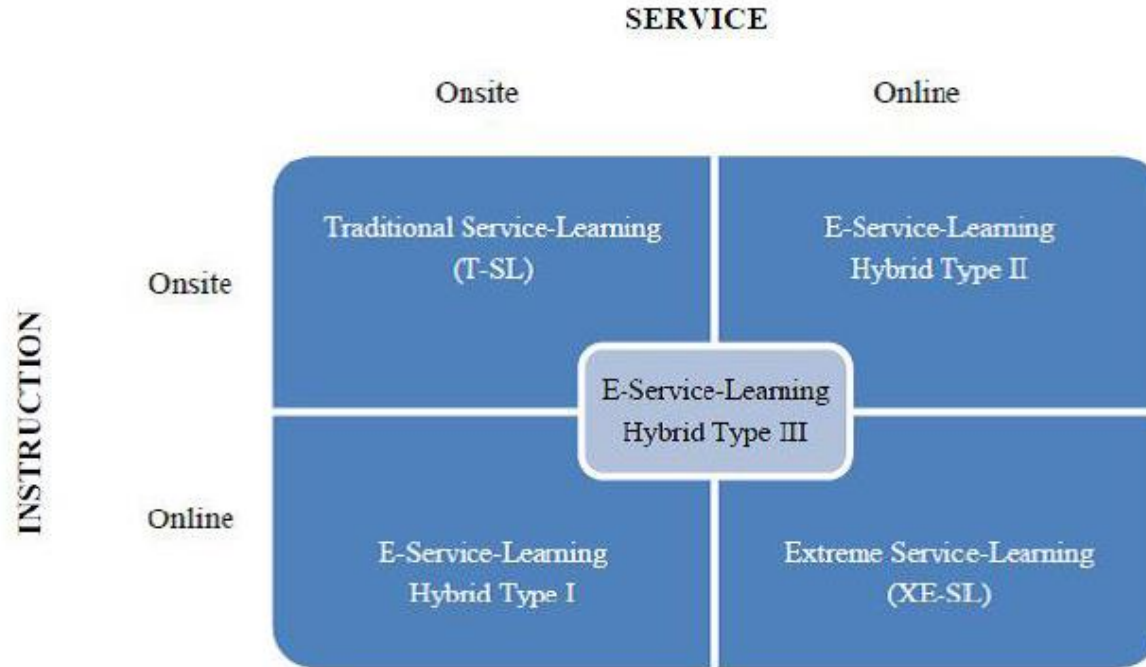 SERVICE
Onsite
Online
Traditional Service-Learning
(T-SL)
E-Service-Learning
Hybrid Type II
Onsite
INSTRUCTION
E-Service-Learning
Hybrid Type III
Online
E-Service-Learning
Hybrid Type I
Extreme Service-Learning
(XE-SL)